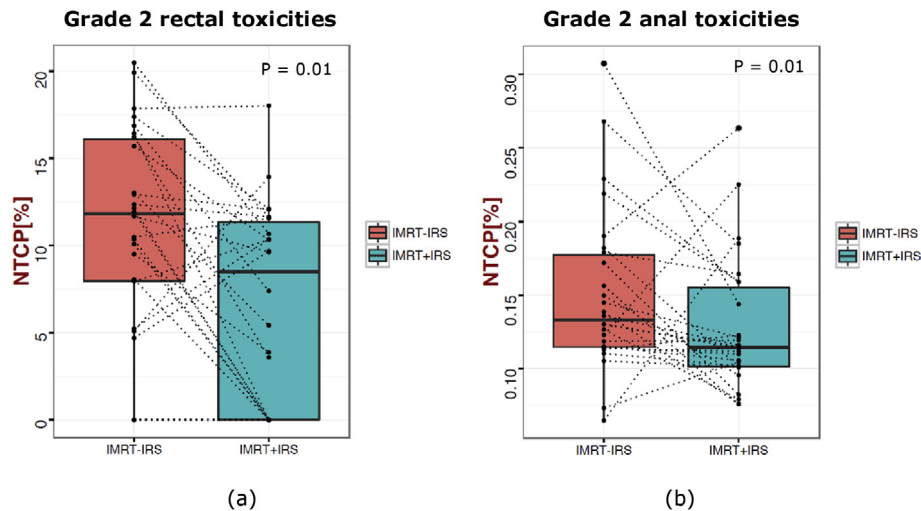 Grade 2 rectal toxicities
P = 0.01
NTCP[%]
20
15
10
5
0
IMRT-IRS
IMRT+IRS
IMRT-IRS
IMRT+IRS
(a)
Grade 2 anal toxicities
P = 0.01
NTCP[%]
0.30
0.25
0.20
0.15
0.10
IMRT-IRS
IMRT+IRS
IMRT-IRS
IMRT+IRS
(b)